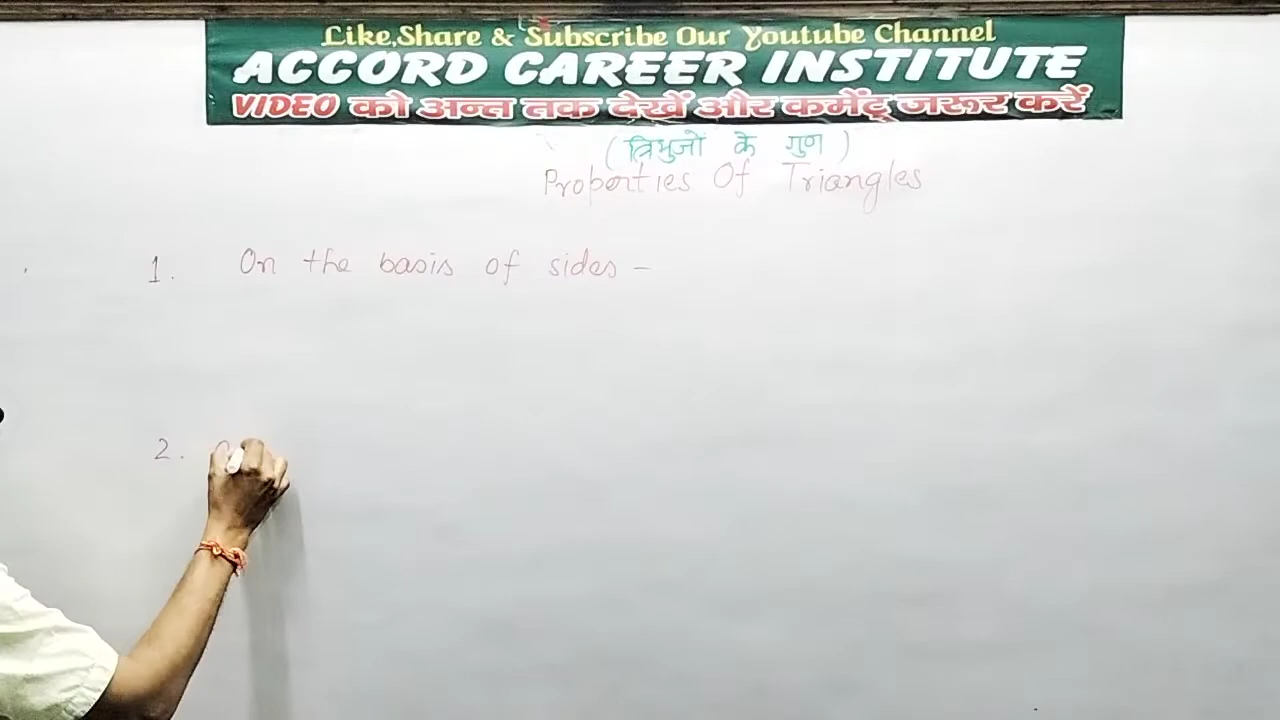 Like,Share & Subscribe Our Youtube Channel
ACCORD CAREER INSTITUTE
VIDEO को अन्त तक देखें और कमेंट् जरूर करें
(त्रिभुजो के गुण)
Properties Of Triangles
1. On the basis of sides –
2.